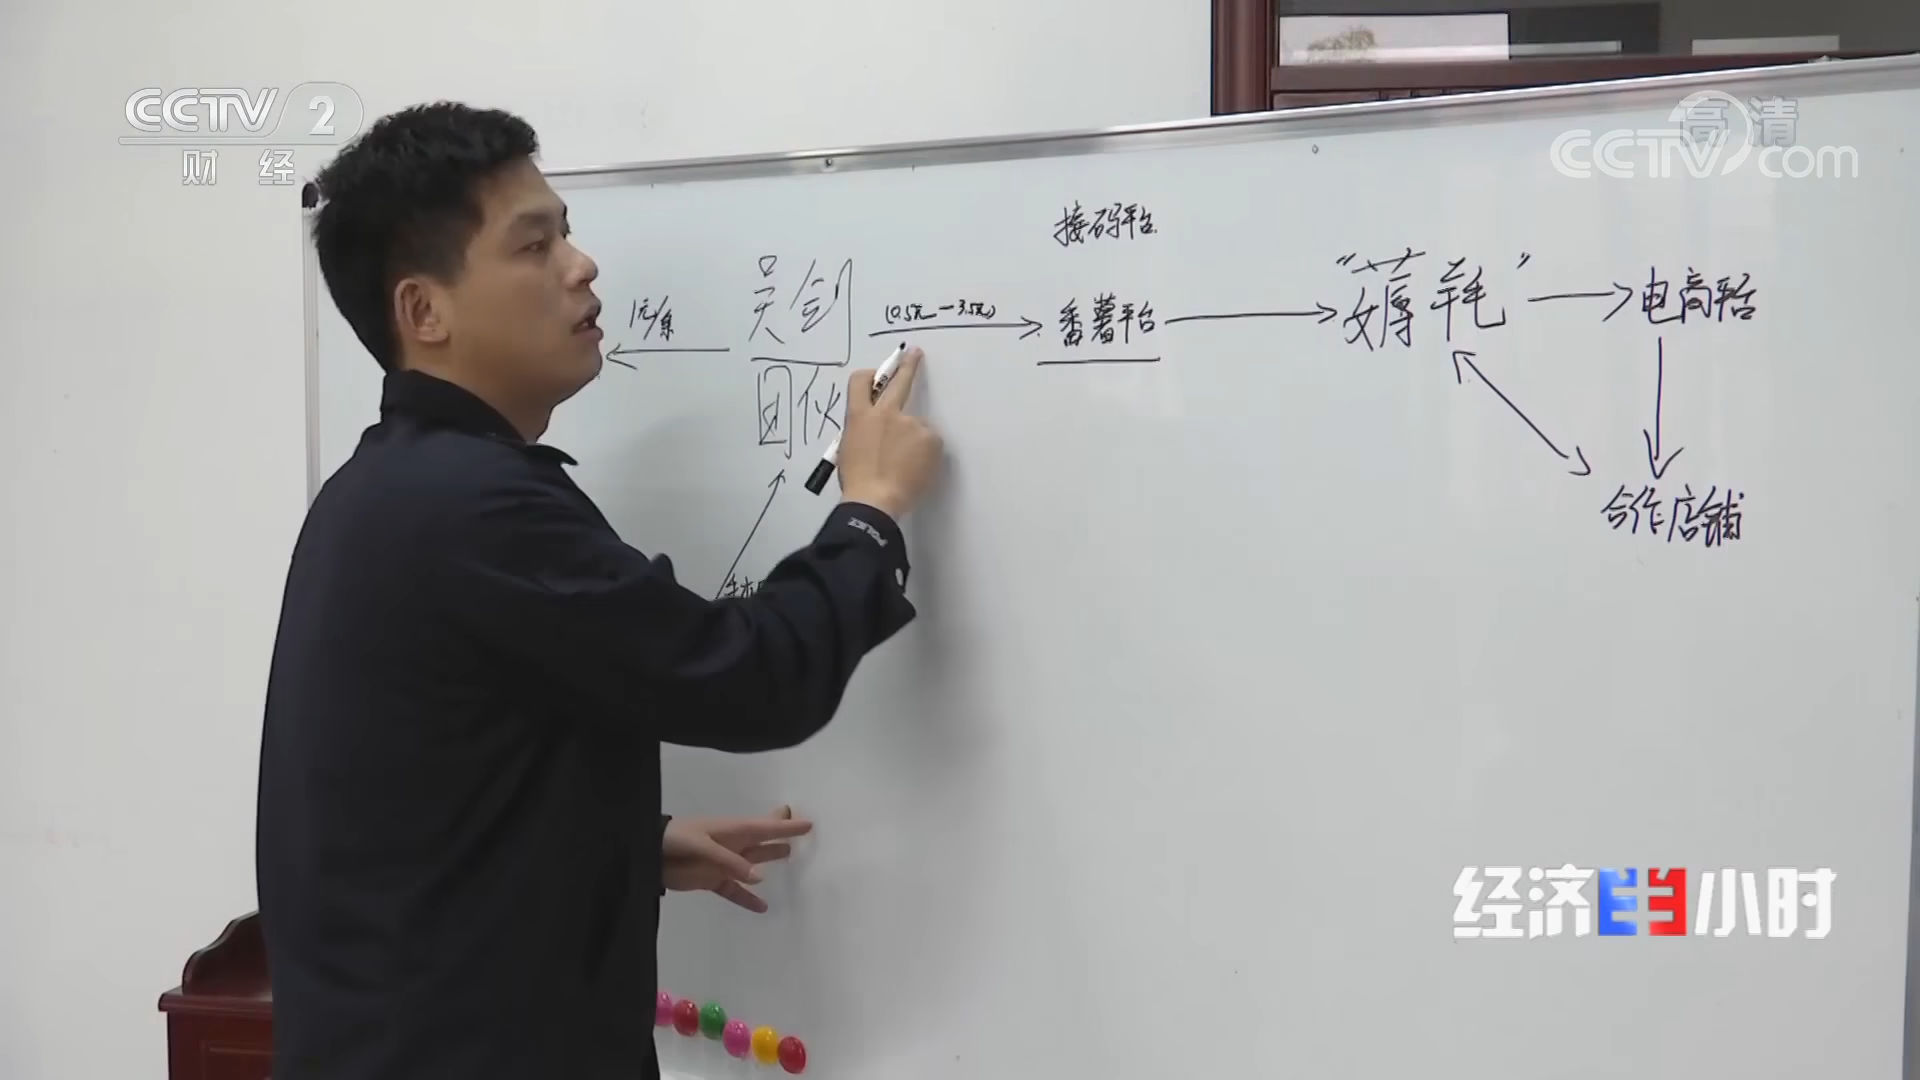 CCTV 2
财 经
高清
CCTV.com
接码平台
1元/条
吴剑
(0.5元—3.5元)
番薯平台
“薅羊毛”
电商平台
团伙
合作店铺
POLICE
经济半小时